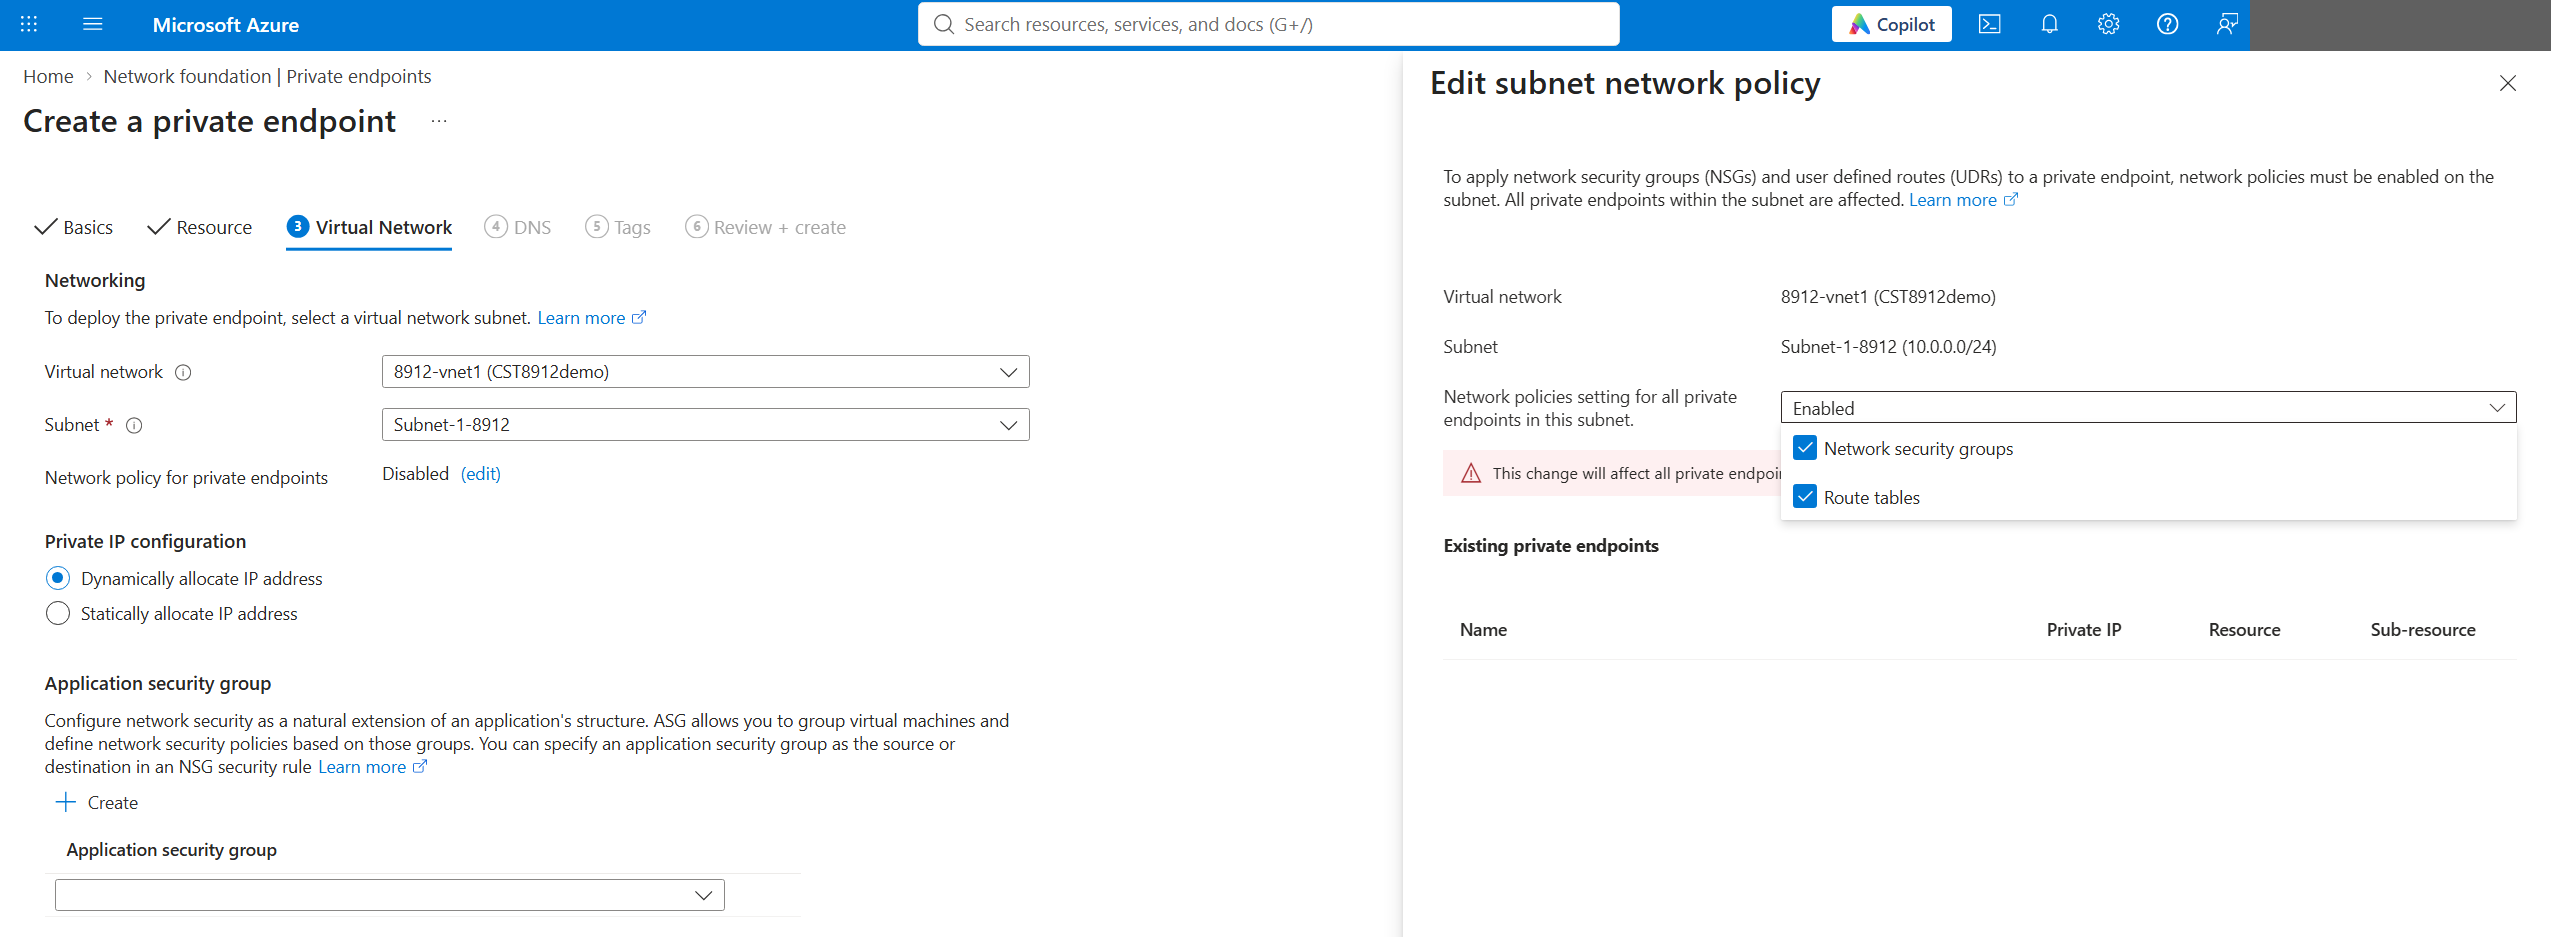 Microsoft Azure
Search resources, services, and docs (G+/)
Copilot
Home > Network foundation | Private endpoints
Create a private endpoint ...
Basics
Resource
3 Virtual Network
4 DNS
5 Tags
6 Review + create
Networking
To deploy the private endpoint, select a virtual network subnet. Learn more
Virtual network
8912-vnet1 (CST8912demo)
Subnet *
Subnet-1-8912
Network policy for private endpoints
Disabled (edit)
Private IP configuration
Dynamically allocate IP address
Statically allocate IP address
Application security group
Configure network security as a natural extension of an application's structure. ASG allows you to group virtual machines and
define network security policies based on those groups. You can specify an application security group as the source or
destination in an NSG security rule Learn more
+ Create
Application security group
Edit subnet network policy
To apply network security groups (NSGs) and user defined routes (UDRs) to a private endpoint, network policies must be enabled on the
subnet. All private endpoints within the subnet are affected. Learn more
Virtual network
8912-vnet1 (CST8912demo)
Subnet
Subnet-1-8912 (10.0.0.0/24)
Network policies setting for all private
endpoints in this subnet.
Enabled
Network security groups
Route tables
This change will affect all private
Existing private endpoints
Name
Private IP
Resource
Sub-resource